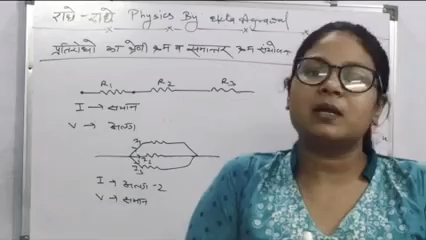 राधे - राधे Physics By Ekta Agrawal
प्रतिरोधो का श्रेणी क्रम व समान्तर क्रम संयोजन
R1 R2 R3
I → समान
V → अलग
I → अलग-2
V → समान